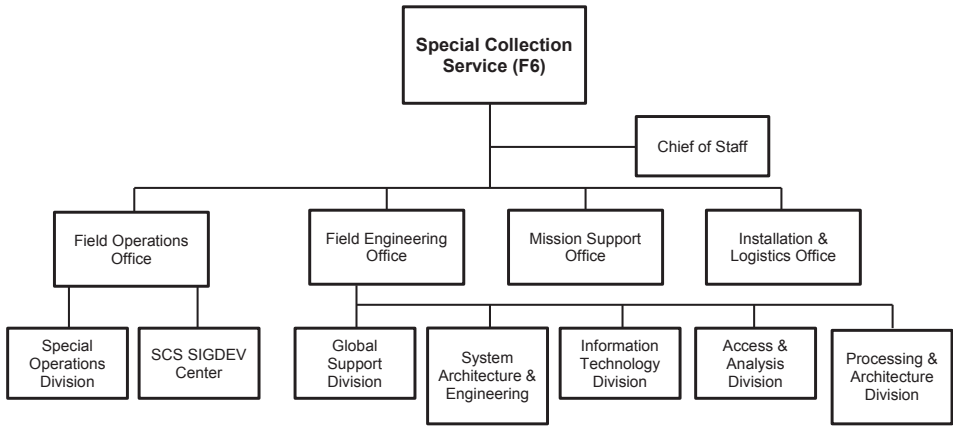 Special Collection
Service (F6)
Chief of Staff
Field Operations
Office
Field Engineering
Office
Mission Support
Office
Installation &
Logistics Office
Special
Operations
Division
SCS SIGDEV
Center
Global
Support
Division
System
Architecture &
Engineering
Information
Technology
Division
Access &
Analysis
Division
Processing &
Architecture
Division